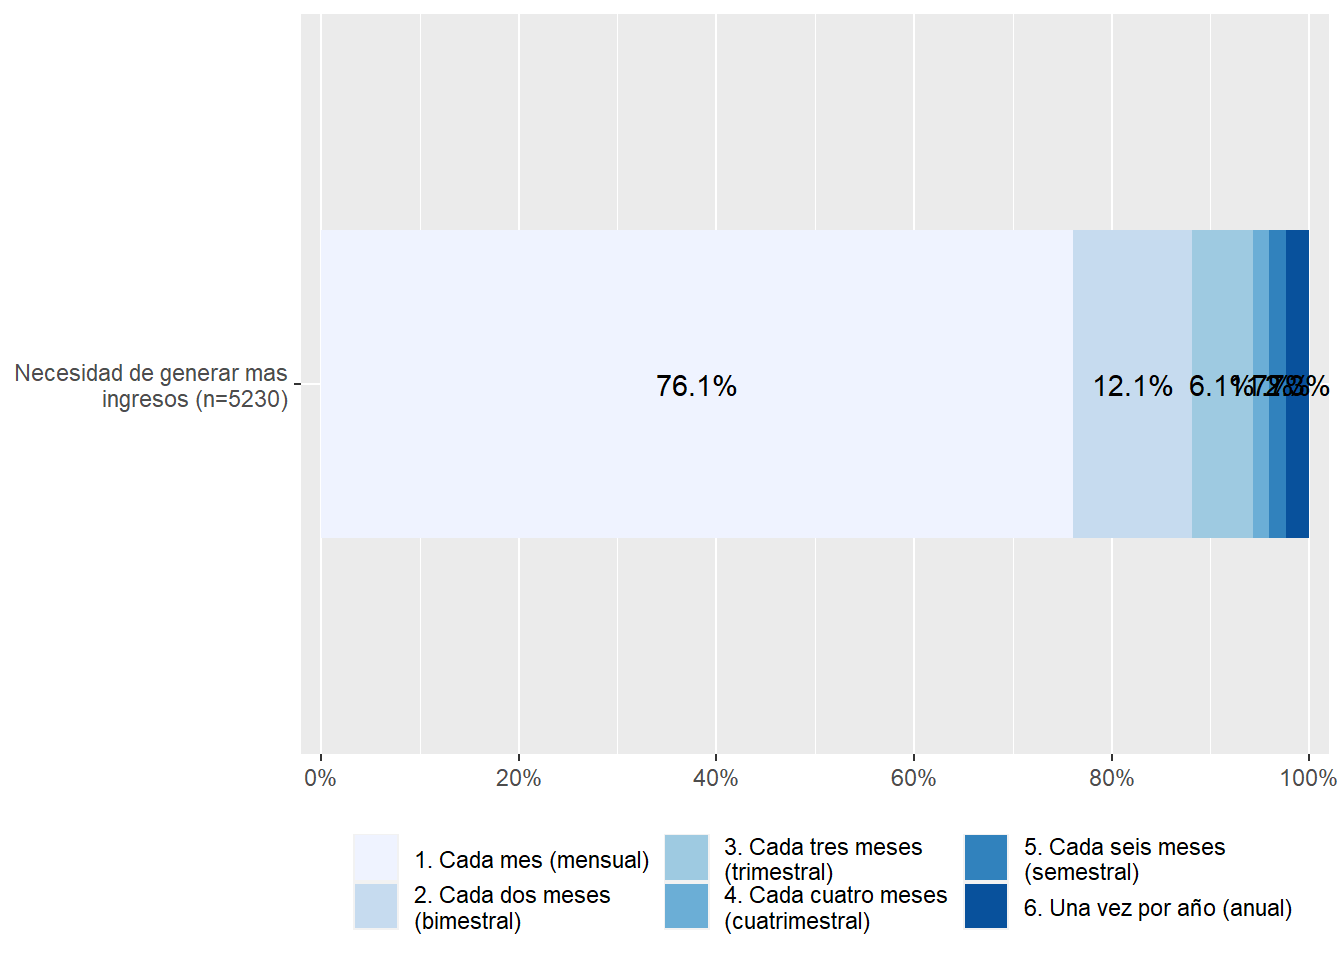 Necesidad de generar mas
ingresos (n=5230)
76.1%
12.1%
6.1%
0%
20%
40%
60%
80%
100%
1. Cada mes (mensual)
2. Cada dos meses
(bimestral)
3. Cada tres meses
(trimestral)
4. Cada cuatro meses
(cuatrimestral)
5. Cada seis meses
(semestral)
6. Una vez por año (anual)